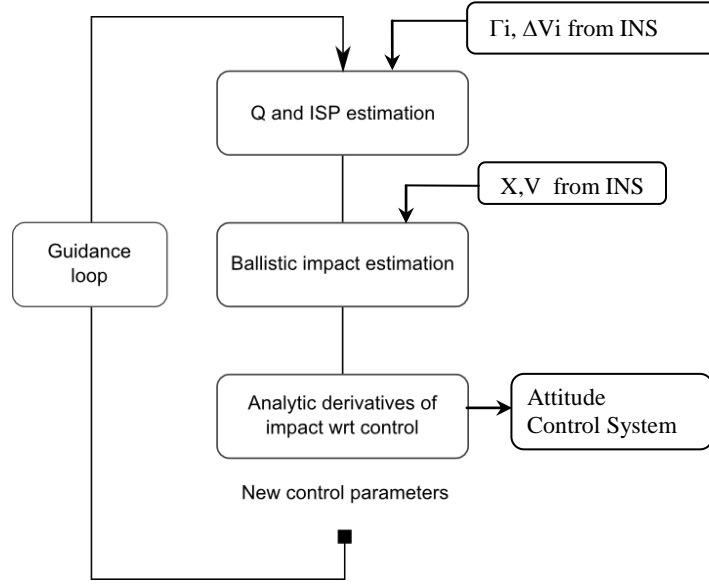 Γi, ΔVi from INS
Q and ISP estimation
X,V from INS
Guidance
loop
Ballistic impact estimation
Analytic derivatives of
impact wrt control
Attitude
Control System
New control parameters